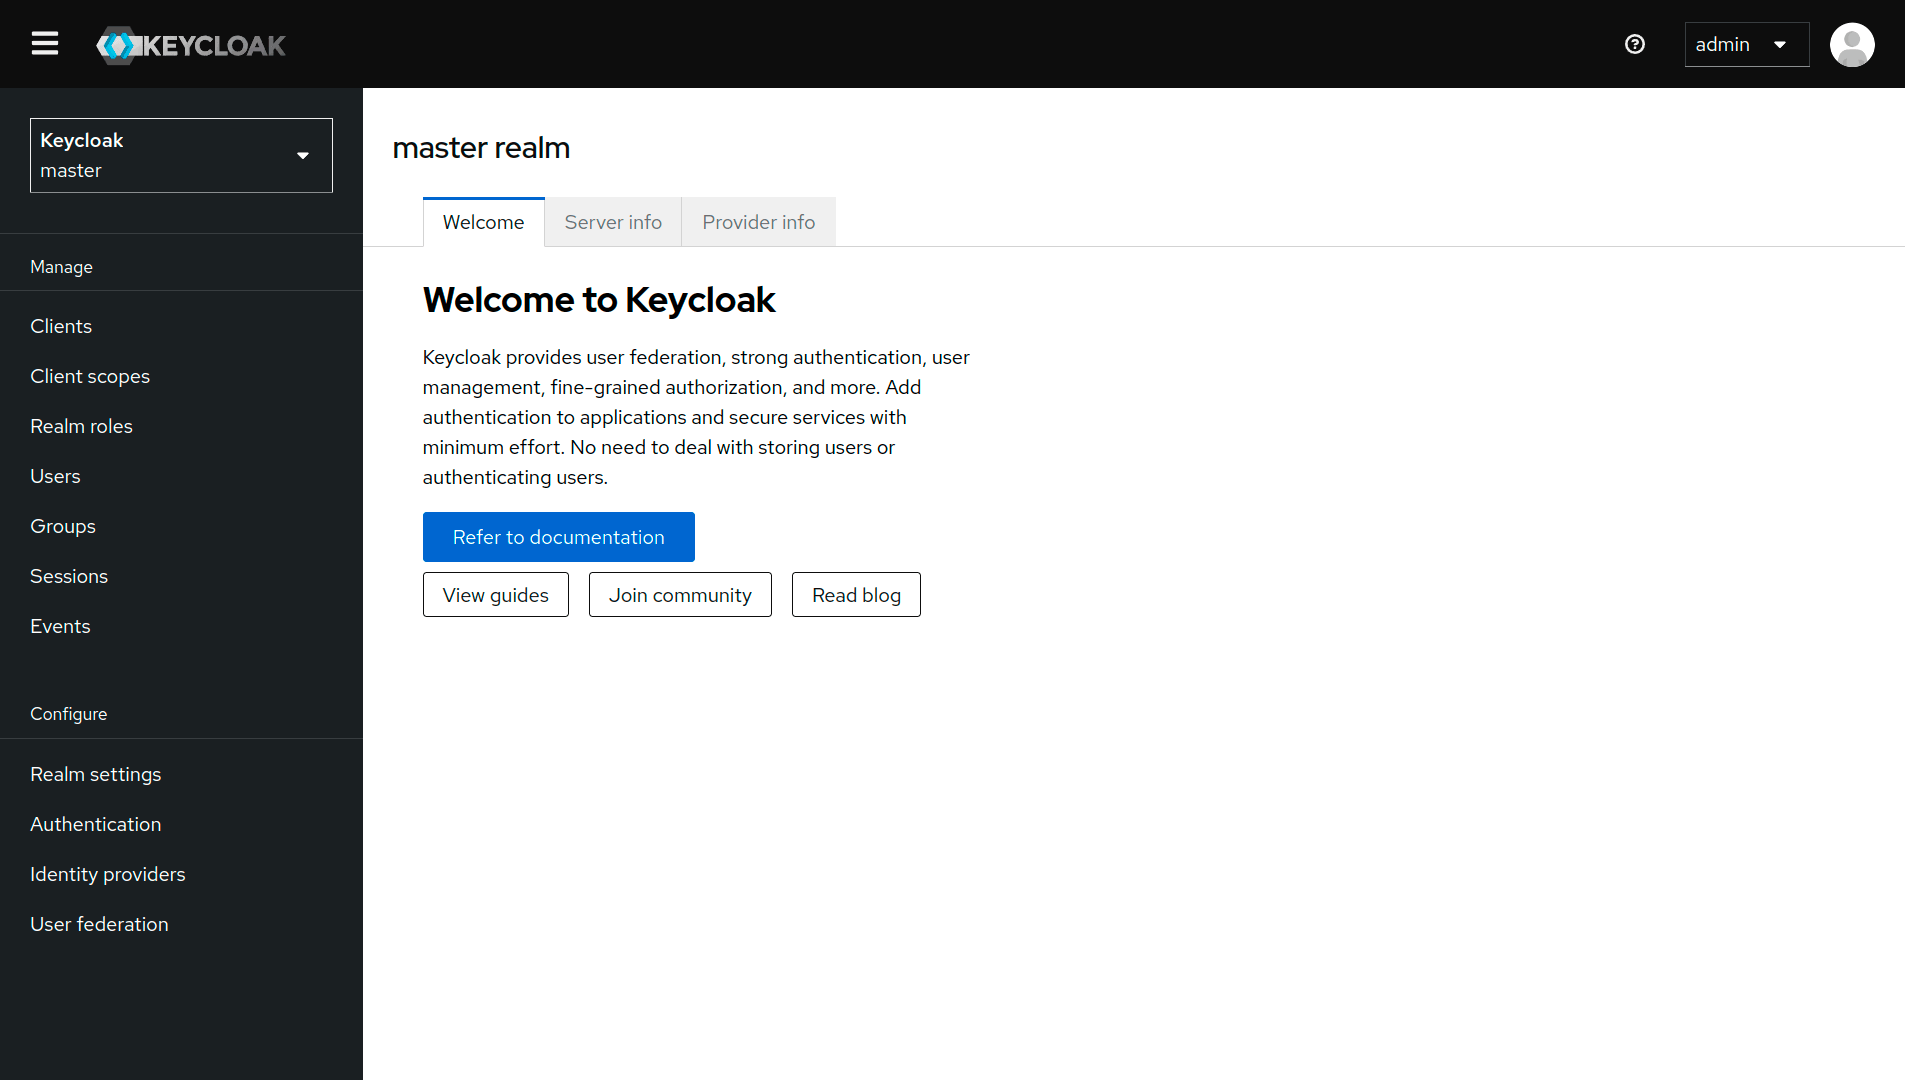 KEYCLOAK
admin
Keycloak
master
Manage
Clients
Client scopes
Realm roles
Users
Groups
Sessions
Events
Configure
Realm settings
Authentication
Identity providers
User federation
master realm
Welcome
Server info
Provider info
Welcome to Keycloak
Keycloak provides user federation, strong authentication, user
management, fine-grained authorization, and more. Add
authentication to applications and secure services with
minimum effort. No need to deal with storing users or
authenticating users.
Refer to documentation
View guides
Join community
Read blog